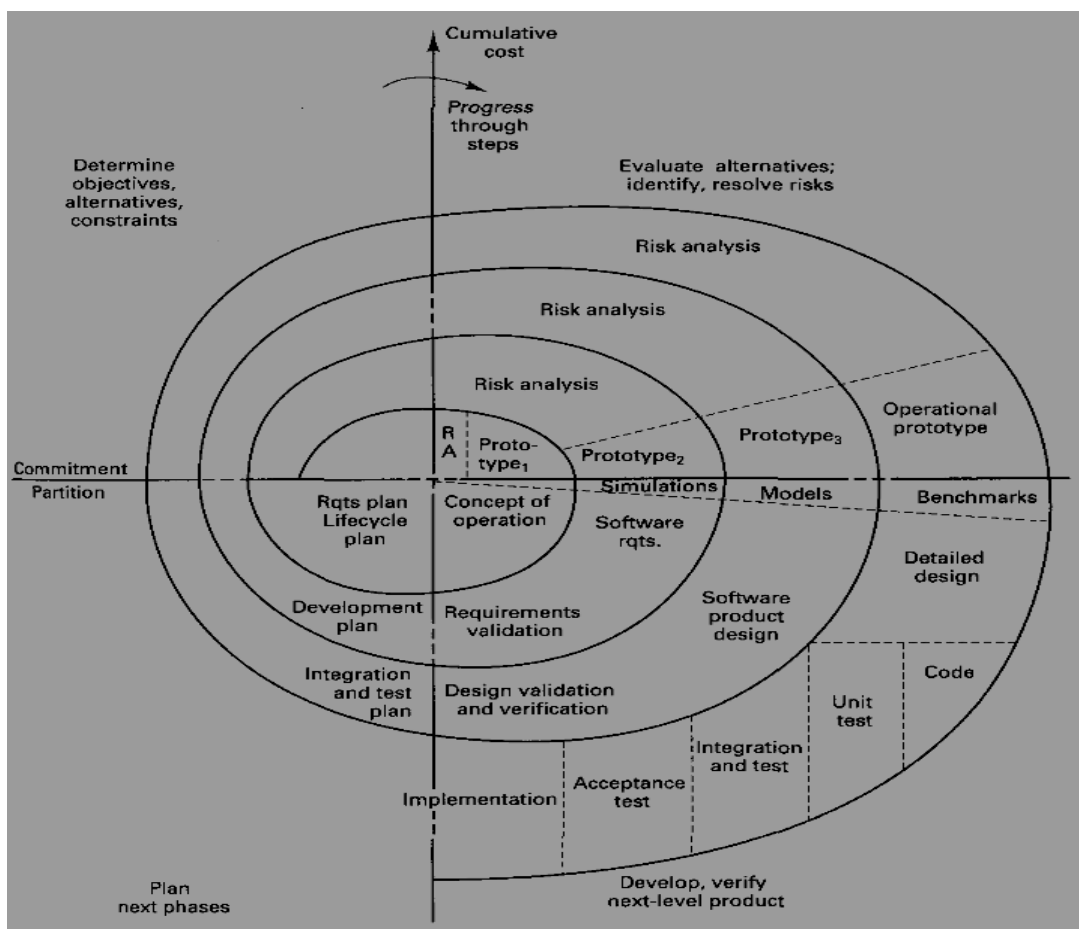 Cumulative
cost
Progress
through
steps
Determine
objectives,
alternatives,
constraints
Evaluate alternatives;
identify, resolve risks
Risk analysis
Risk analysis
Risk analysis
Operational
prototype
Prototype₃
Prototype₂
R
A
Proto-
type₁
Commitment
Partition
Simulations
Models
Benchmarks
Rqts plan
Lifecycle
plan
Concept of
operation
Software
rqts.
Detailed
design
Development
plan
Requirements
validation
Software
product
design
Integration
and test
plan
Design validation
and verification
Code
Unit
test
Integration
and test
Acceptance
test
Implementation
Plan
next phases
Develop, verify
next-level product